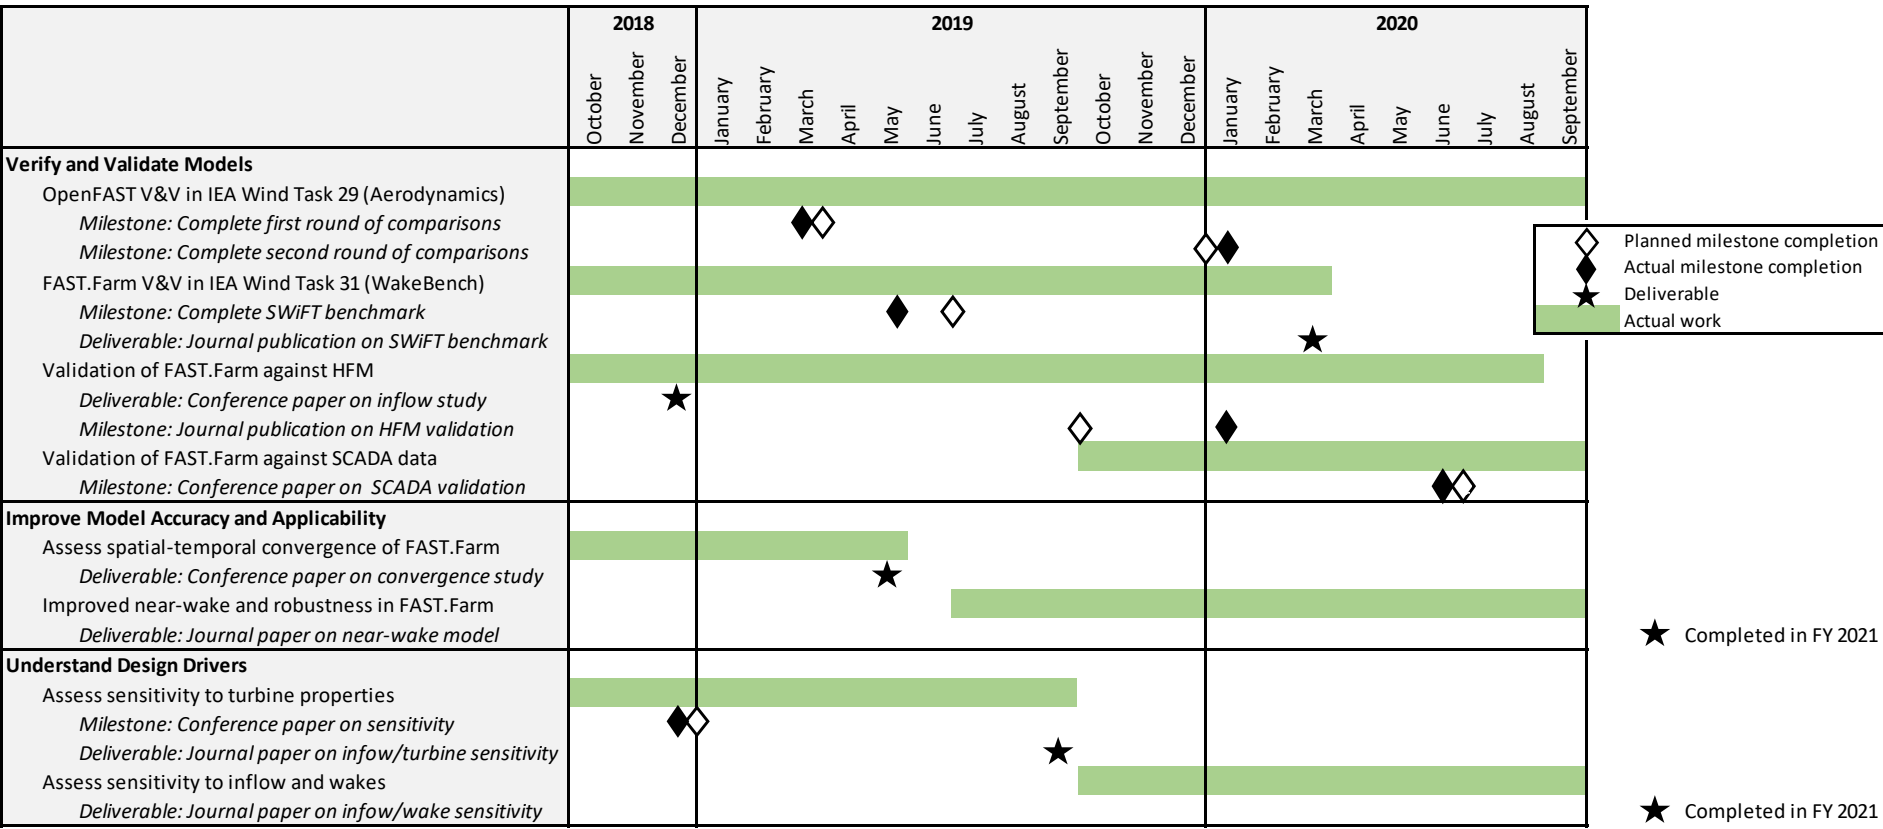 2018 2019 2020
October November December January February March April May June July August September October November December January February March April May June July August September
Verify and Validate Models
OpenFAST V&V in IEA Wind Task 29 (Aerodynamics)
Milestone: Complete first round of comparisons
Milestone: Complete second round of comparisons
FAST.Farm V&V in IEA Wind Task 31 (WakeBench)
Milestone: Complete SWiFT benchmark
Deliverable: Journal publication on SWiFT benchmark
Validation of FAST.Farm against HFM
Deliverable: Conference paper on inflow study
Milestone: Journal publication on HFM validation
Validation of FAST.Farm against SCADA data
Milestone: Conference paper on SCADA validation
Planned milestone completion
Actual milestone completion
Deliverable
Actual work
Improve Model Accuracy and Applicability
Assess spatial-temporal convergence of FAST.Farm
Deliverable: Conference paper on convergence study
Improved near-wake and robustness in FAST.Farm
Deliverable: Journal paper on near-wake model
Completed in FY 2021
Understand Design Drivers
Assess sensitivity to turbine properties
Milestone: Conference paper on sensitivity
Deliverable: Journal paper on infow/turbine sensitivity
Assess sensitivity to inflow and wakes
Deliverable: Journal paper on infow/wake sensitivity
Completed in FY 2021